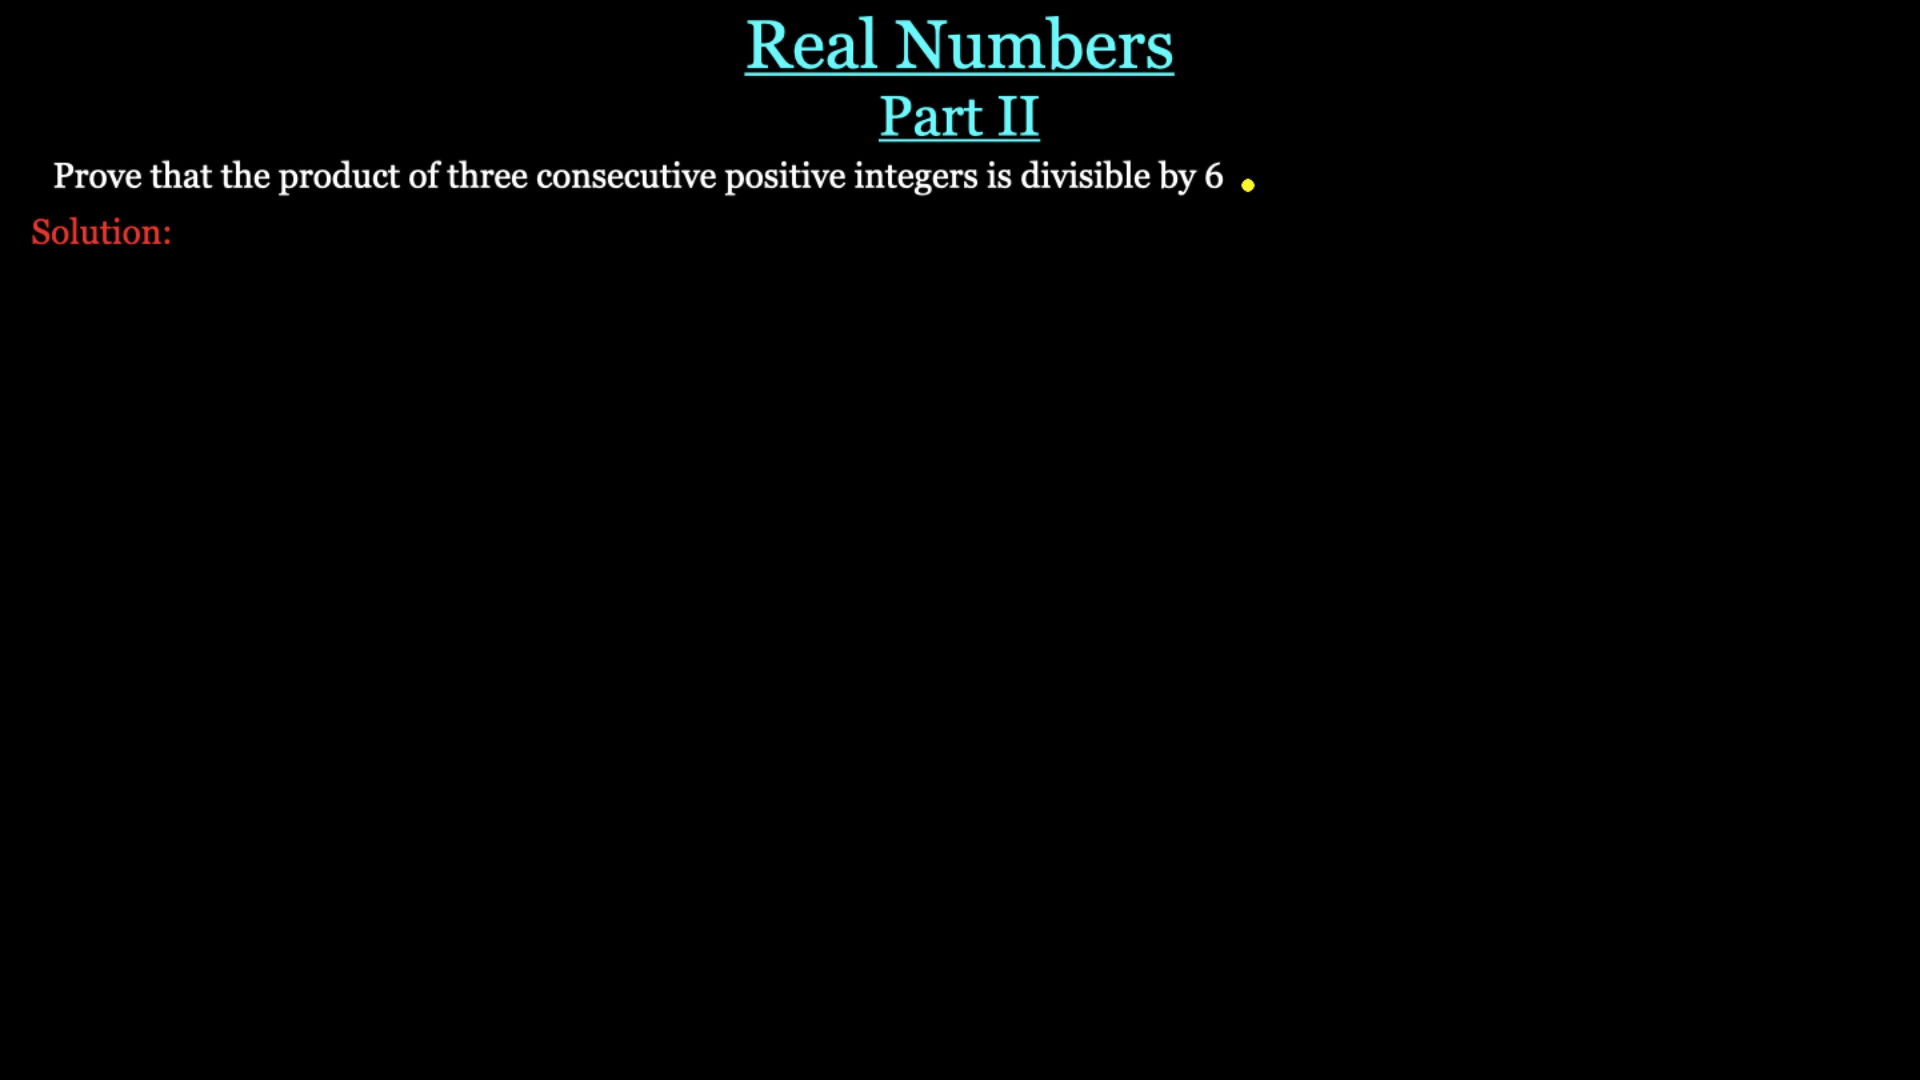 Real Numbers
Part II
Prove that the product of three consecutive positive integers is divisible by 6
Solution: